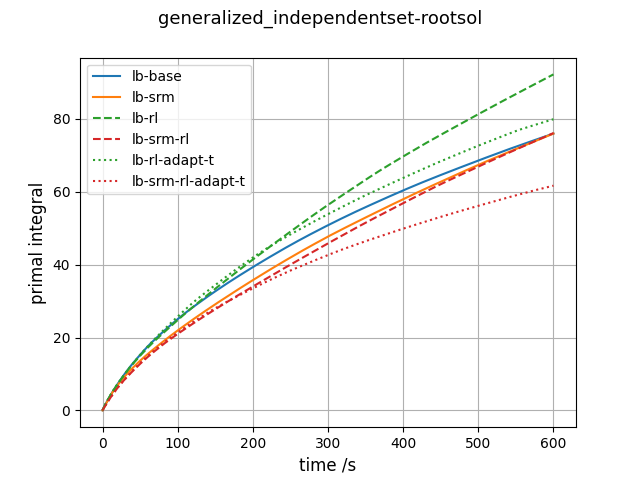 generalized_independentset-rootsol
lb-base
lb-srm
lb-rl
lb-srm-rl
lb-rl-adapt-t
lb-srm-rl-adapt-t
primal integral
80
60
40
20
0
0 100 200 300 400 500 600
time /s